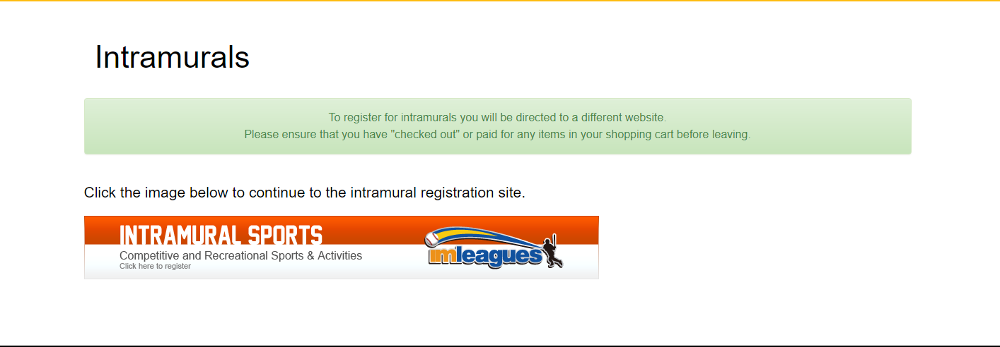 Intramurals
To register for intramurals you will be directed to a different website.
Please ensure that you have "checked out" or paid for any items in your shopping cart before leaving.
Click the image below to continue to the intramural registration site.
INTRAMURAL SPORTS
Competitive and Recreational Sports & Activities
Click here to register
imleagues